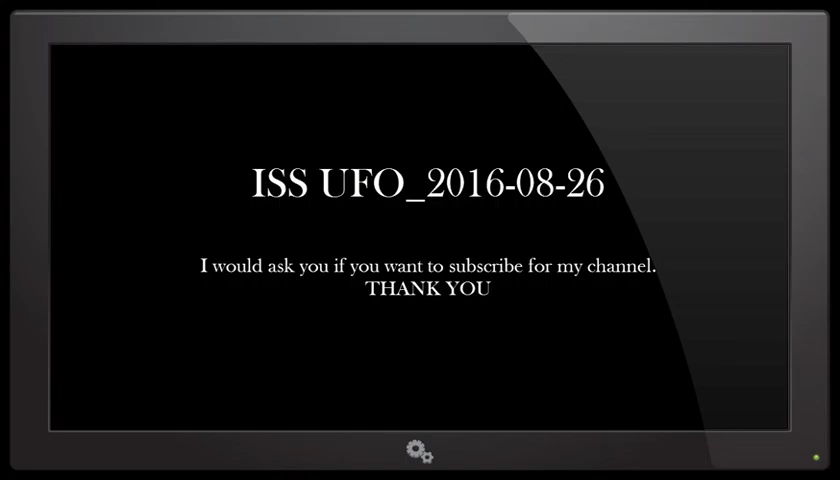 ISS UFO_2016-08-26
I would ask you if you want to subscribe for my channel.
THANK YOU